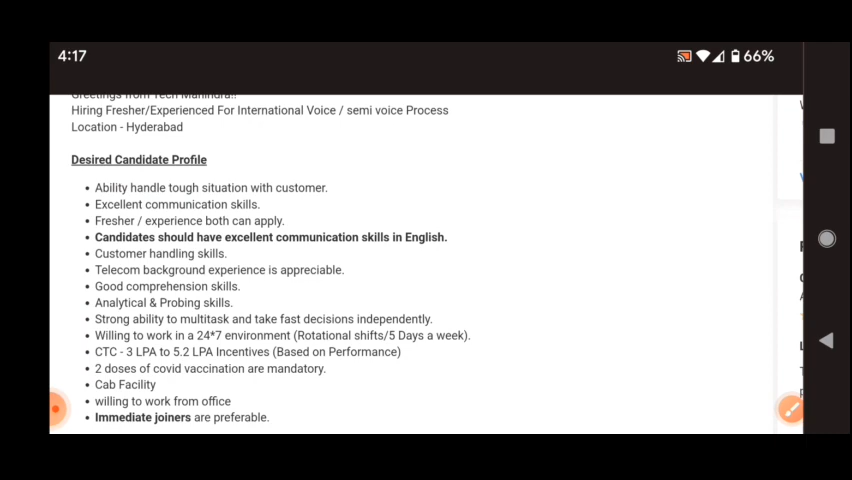 4:17
66%
Greetings from Tech Mahindra!!
Hiring Fresher/Experienced For International Voice / semi voice Process
Location - Hyderabad
Desired Candidate Profile
• Ability handle tough situation with customer.
• Excellent communication skills.
• Fresher / experience both can apply.
• Candidates should have excellent communication skills in English.
• Customer handling skills.
• Telecom background experience is appreciable.
• Good comprehension skills.
• Analytical & Probing skills.
• Strong ability to multitask and take fast decisions independently.
• Willing to work in a 24*7 environment (Rotational shifts/5 Days a week).
• CTC - 3 LPA to 5.2 LPA Incentives (Based on Performance)
• 2 doses of covid vaccination are mandatory.
• Cab Facility
• willing to work from office
• Immediate joiners are preferable.